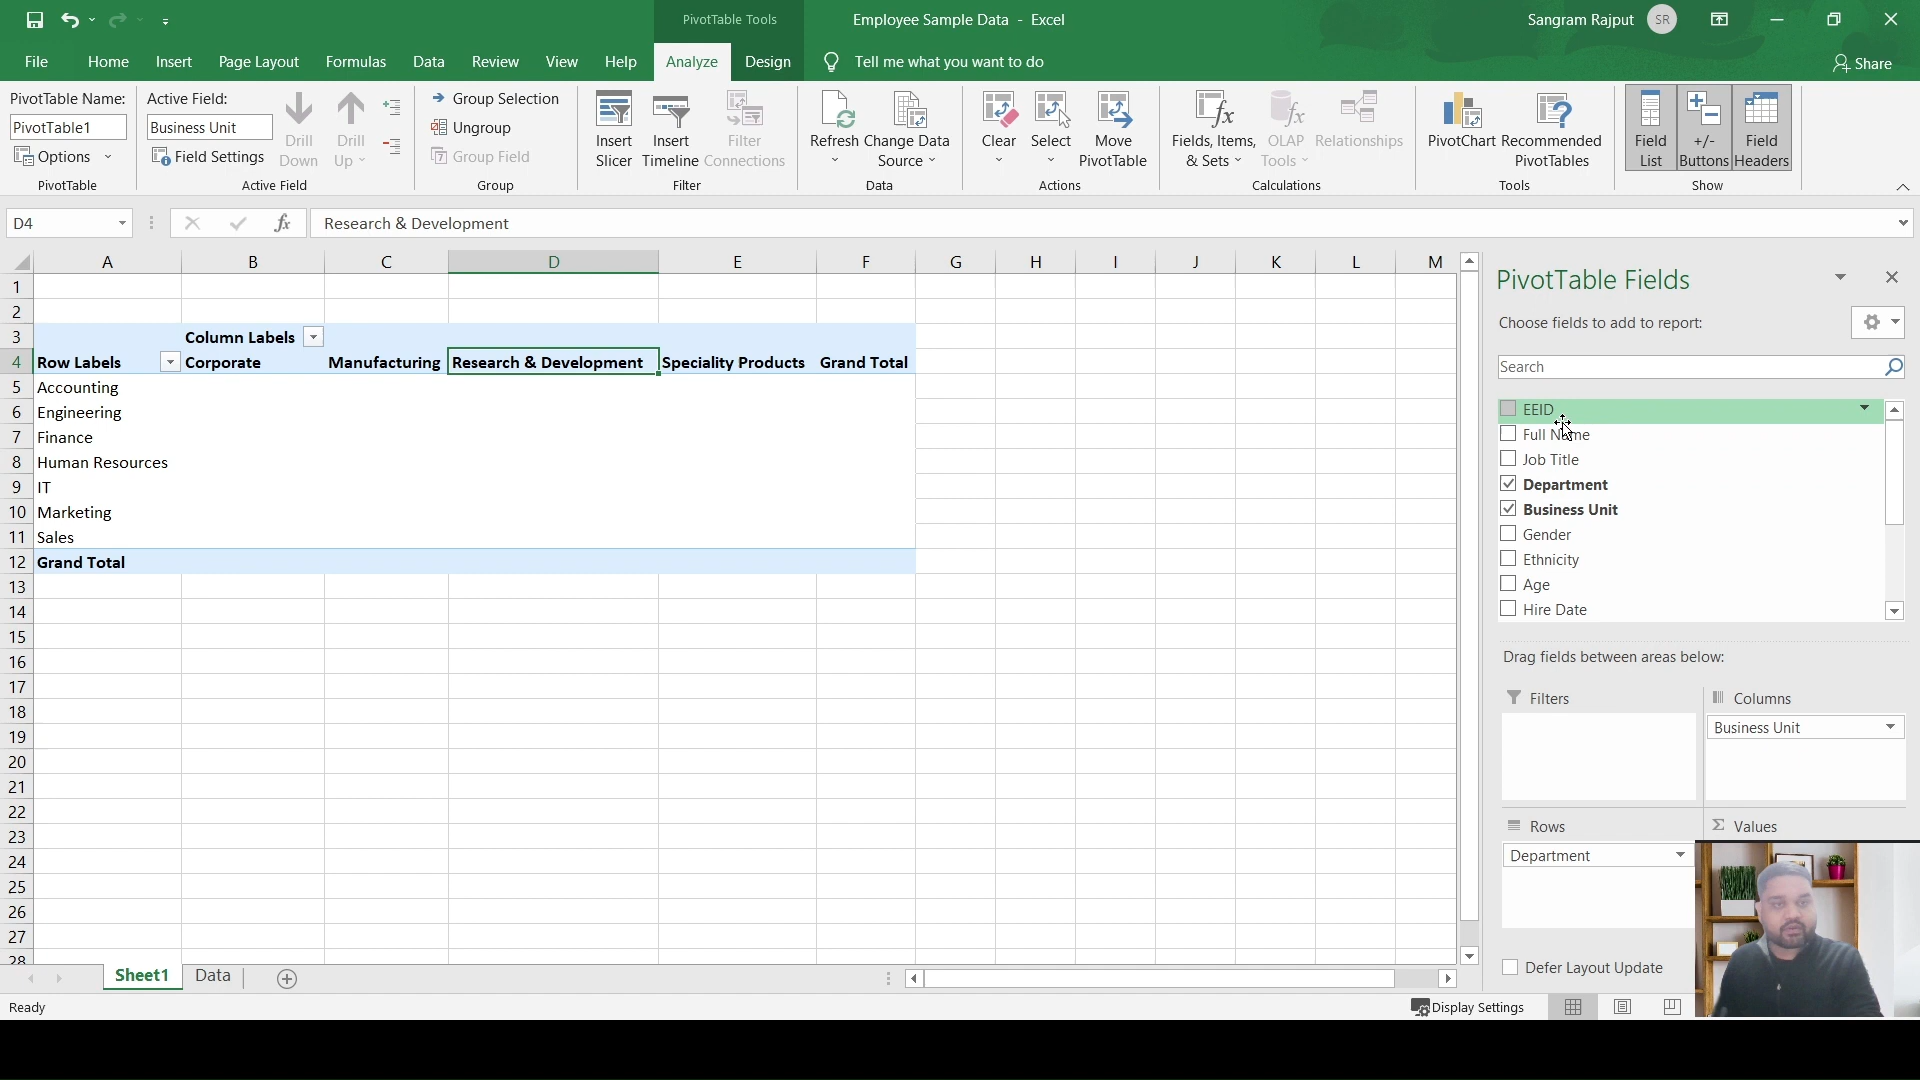 PivotTable Tools
Employee Sample Data - Excel
Sangram Rajput SR
File Home Insert Page Layout Formulas Data Review View Help Analyze Design Tell me what you want to do Share
PivotTable Name:
PivotTable1
Options
PivotTable
Active Field:
Business Unit
Field Settings
Drill Down
Drill Up
Active Field
Group Selection
Ungroup
Group Field
Group
Insert Slicer
Insert Timeline
Filter Connections
Filter
Refresh
Change Data Source
Data
Clear
Select
Move PivotTable
Actions
Fields, Items, & Sets
OLAP Tools
Relationships
Calculations
PivotChart
Recommended PivotTables
Tools
Field List
+/- Buttons
Field Headers
Show
D4 fx Research & Development
A B C D E F G H I J K L M
1
2
3 Column Labels
4 Row Labels Corporate Manufacturing Research & Development Speciality Products Grand Total
5 Accounting
6 Engineering
7 Finance
8 Human Resources
9 IT
10 Marketing
11 Sales
12 Grand Total
13
14
15
16
17
18
19
20
21
22
23
24
25
26
27
28
PivotTable Fields
Choose fields to add to report:
Search
EEID
Full Name
Job Title
Department
Business Unit
Gender
Ethnicity
Age
Hire Date
Drag fields between areas below:
Filters
Columns
Business Unit
Rows
Σ Values
Department
Defer Layout Update
Sheet1 Data
Ready
Display Settings